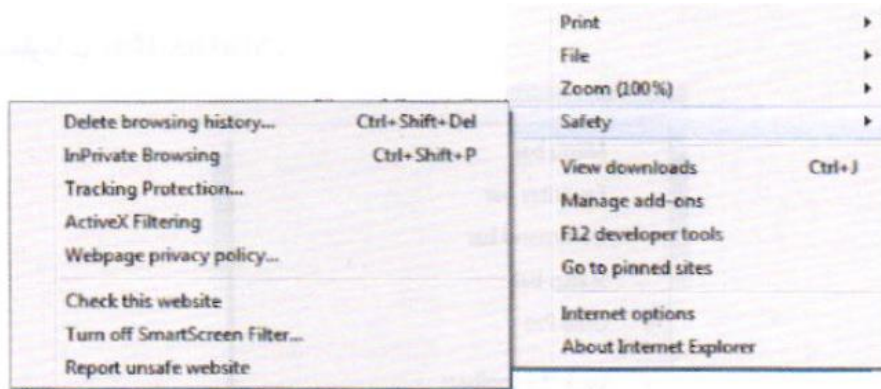 Print
File
Zoom (100%)
Safety
View downloads Ctrl+J
Manage add-ons
F12 developer tools
Go to pinned sites
Internet options
About Internet Explorer
Delete browsing history... Ctrl+Shift+Del
InPrivate Browsing Ctrl+Shift+P
Tracking Protection...
ActiveX Filtering
Webpage privacy policy...
Check this website
Turn off SmartScreen Filter...
Report unsafe website